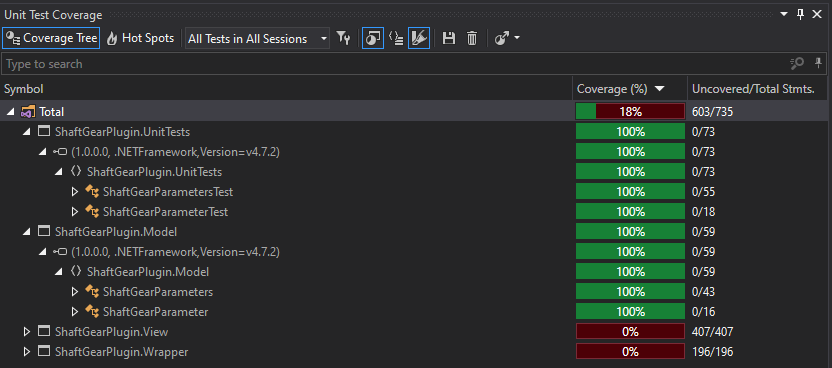 Unit Test Coverage
Coverage Tree Hot Spots All Tests in All Sessions
Type to search
Symbol Coverage (%) Uncovered/Total Stmts.
Total 18% 603/735
ShaftGearPlugin.UnitTests 100% 0/73
(1.0.0.0, .NETFramework,Version=v4.7.2) 100% 0/73
ShaftGearPlugin.UnitTests 100% 0/73
ShaftGearParametersTest 100% 0/55
ShaftGearParameterTest 100% 0/18
ShaftGearPlugin.Model 100% 0/59
(1.0.0.0, .NETFramework,Version=v4.7.2) 100% 0/59
ShaftGearPlugin.Model 100% 0/59
ShaftGearParameters 100% 0/43
ShaftGearParameter 100% 0/16
ShaftGearPlugin.View 0% 407/407
ShaftGearPlugin.Wrapper 0% 196/196